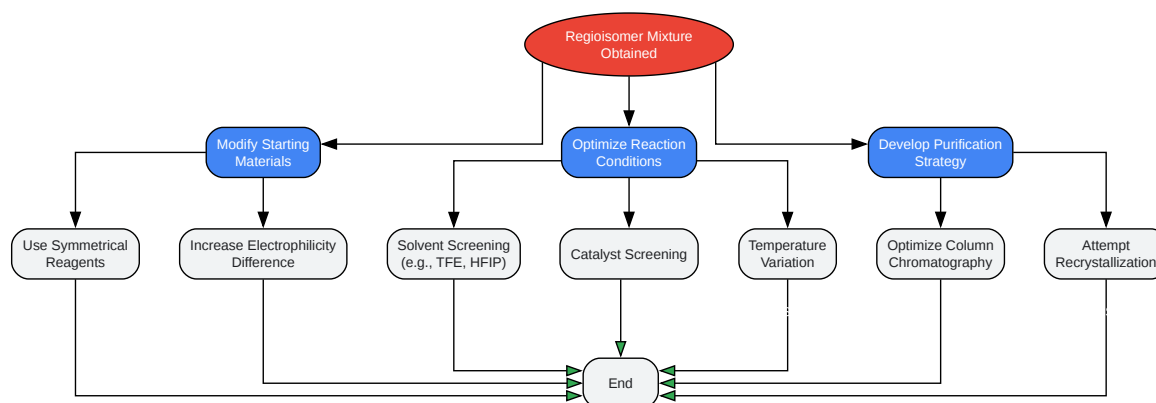 Regioisomer Mixture
Obtained
Modify Starting
Materials
Optimize Reaction
Conditions
Develop Purification
Strategy
Use Symmetrical
Reagents
Increase Electrophilicity
Difference
Solvent Screening
(e.g., TFE, HFIP)
Catalyst Screening
Temperature
Variation
Optimize Column
Chromatography
Attempt
Recrystallization
End